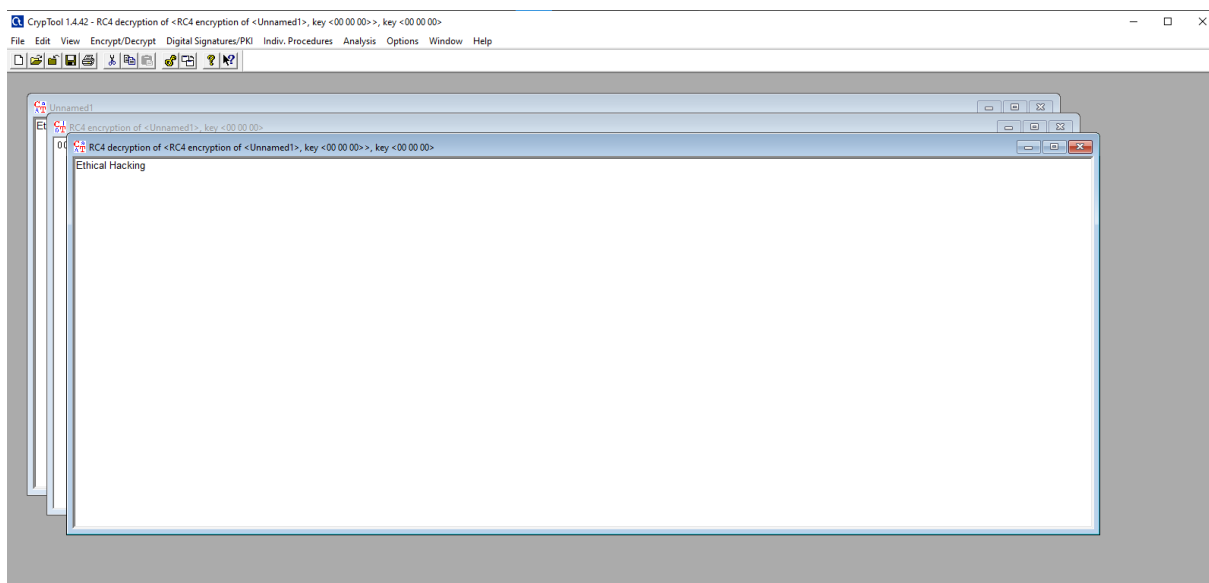 CrypTool 1.4.42 - RC4 decryption of <RC4 encryption of <Unnamed1>, key <00 00 00>>, key <00 00 00>
File Edit View Encrypt/Decrypt Digital Signatures/PKI Indiv. Procedures Analysis Options Window Help
Unnamed1
Et
RC4 encryption of <Unnamed1>, key <00 00 00>
00
RC4 decryption of <RC4 encryption of <Unnamed1>, key <00 00 00>>, key <00 00 00>
Ethical Hacking